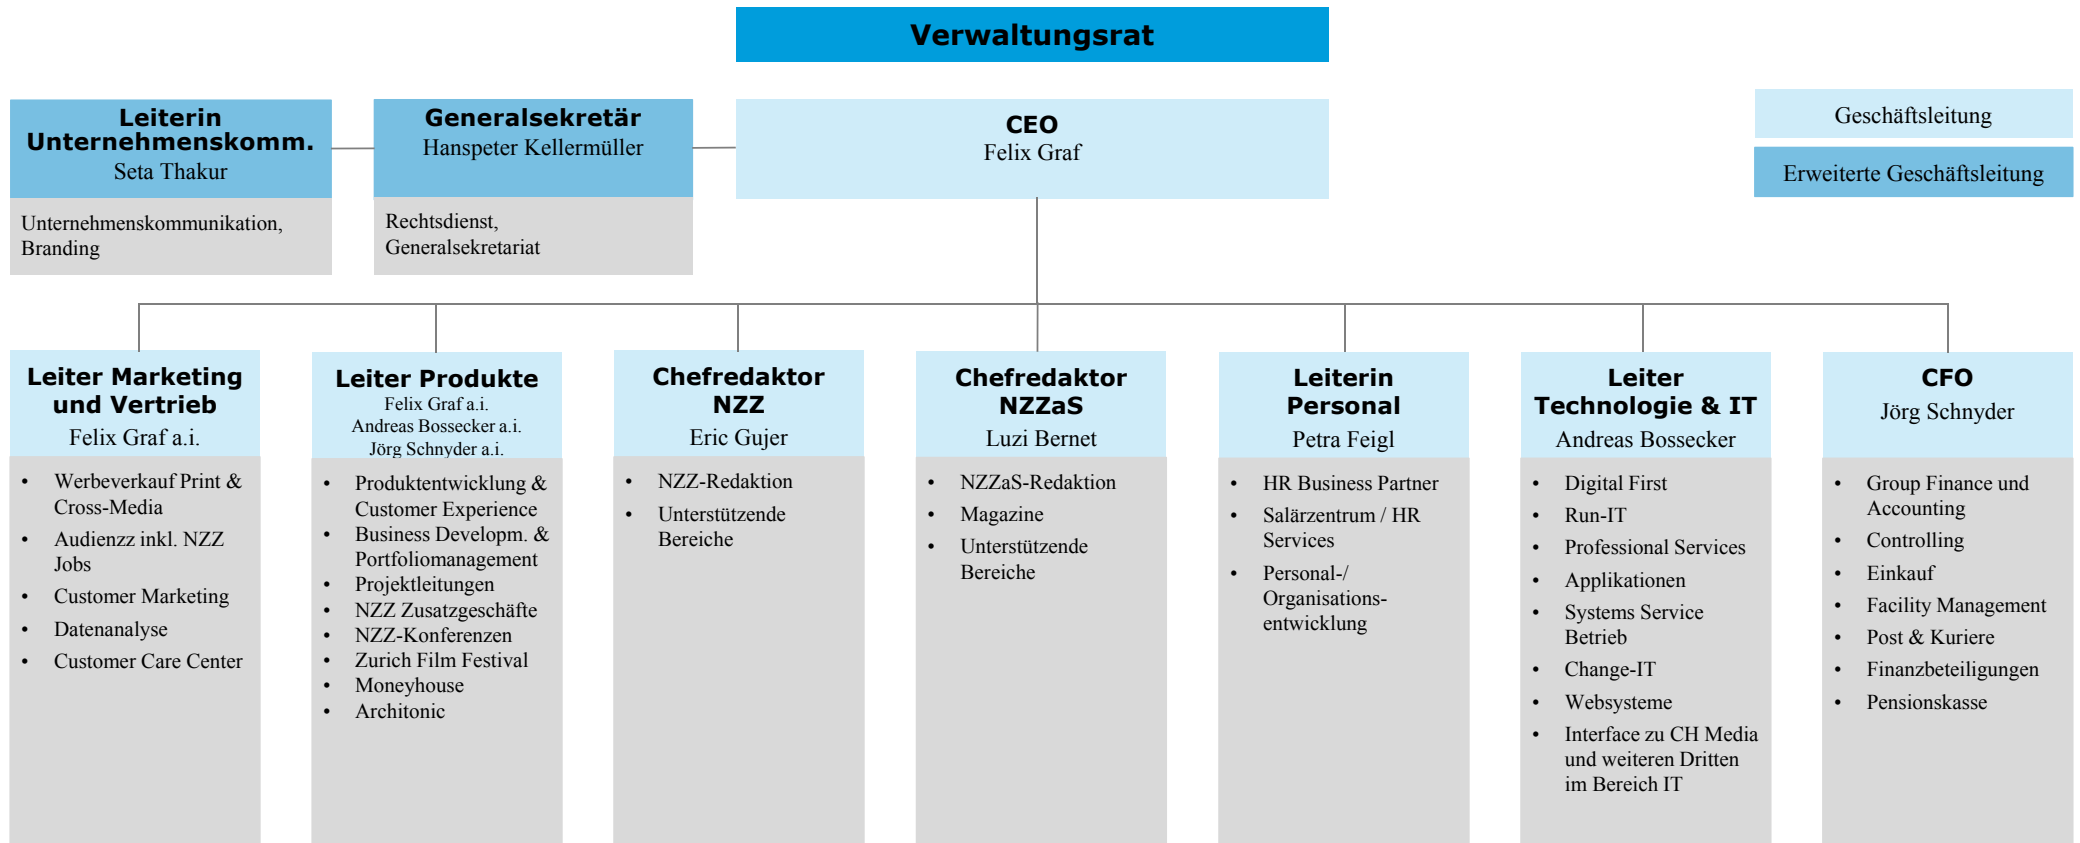 Verwaltungsrat
Leiterin
Unternehmenskomm.
Seta Thakur
Unternehmenskommunikation,
Branding
Generalsekretär
Hanspeter Kellermüller
Rechtsdienst,
Generalsekretariat
CEO
Felix Graf
Geschäftsleitung
Erweiterte Geschäftsleitung
Leiter Marketing
und Vertrieb
Felix Graf a.i.
• Werbeverkauf Print &
Cross-Media
• Audienzz inkl. NZZ
Jobs
• Customer Marketing
• Datenanalyse
• Customer Care Center
Leiter Produkte
Felix Graf a.i.
Andreas Bossecker a.i.
Jörg Schnyder a.i.
• Produktentwicklung &
Customer Experience
• Business Developm. &
Portfoliomanagement
• Projektleitungen
• NZZ Zusatzgeschäfte
• NZZ-Konferenzen
• Zurich Film Festival
• Moneyhouse
• Architonic
Chefredaktor
NZZ
Eric Gujer
• NZZ-Redaktion
• Unterstützende
Bereiche
Chefredaktor
NZZaS
Luzi Bernet
• NZZaS-Redaktion
• Magazine
• Unterstützende
Bereiche
Leiterin
Personal
Petra Feigl
• HR Business Partner
• Salärzentrum / HR
Services
• Personal-/
Organisations-
entwicklung
Leiter
Technologie & IT
Andreas Bossecker
• Digital First
• Run-IT
• Professional Services
• Applikationen
• Systems Service
Betrieb
• Change-IT
• Websysteme
• Interface zu CH Media
und weiteren Dritten
im Bereich IT
CFO
Jörg Schnyder
• Group Finance und
Accounting
• Controlling
• Einkauf
• Facility Management
• Post & Kuriere
• Finanzbeteiligungen
• Pensionskasse